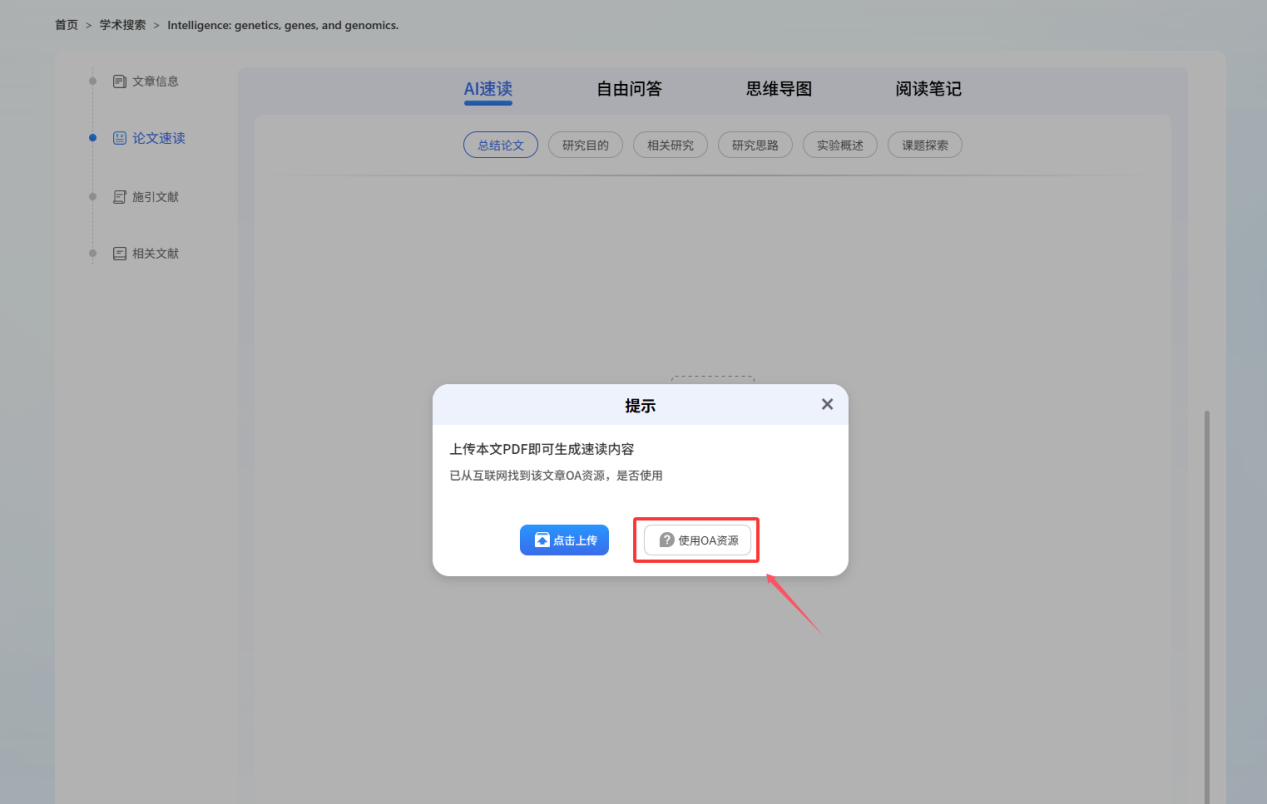 首页 > 学术搜索 > Intelligence: genetics, genes, and genomics.
文章信息
论文速读
施引文献
相关文献
AI速读 自由问答 思维导图 阅读笔记
总结论文 研究目的 相关研究 研究思路 实验概述 课题探索
提示
上传本文PDF即可生成速读内容
已从互联网找到该文章OA资源，是否使用
点击上传 使用OA资源